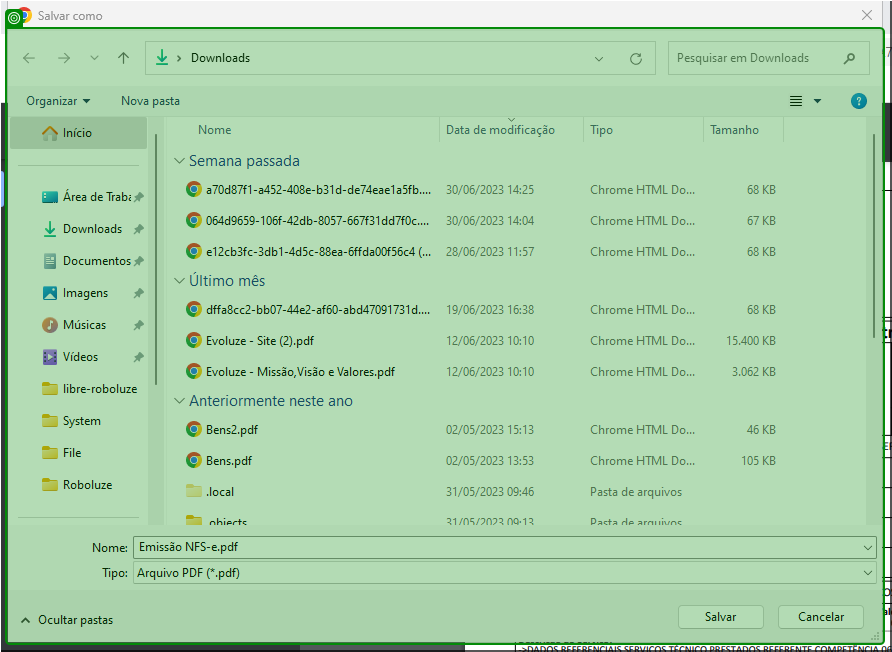 Salvar como
Downloads
Pesquisar em Downloads
Organizar
Nova pasta
Início
Área de Traba
Downloads
Documentos
Imagens
Músicas
Vídeos
libre-roboluze
System
File
Roboluze
Nome Data de modificação Tipo Tamanho
Semana passada
a70d87f1-a452-408e-b31d-de74eae1a5fb.... 30/06/2023 14:25 Chrome HTML Do... 68 KB
064d9659-106f-42db-8057-667f31dd7f0c.... 30/06/2023 14:04 Chrome HTML Do... 67 KB
e12cb3fc-3db1-4d5c-88ea-6ffda00f56c4 (... 28/06/2023 11:57 Chrome HTML Do... 68 KB
Último mês
dffa8cc2-bb07-44e2-af60-abd47091731d.... 19/06/2023 16:38 Chrome HTML Do... 68 KB
Evoluze - Site (2).pdf 12/06/2023 10:10 Chrome HTML Do... 15.400 KB
Evoluze - Missão,Visão e Valores.pdf 12/06/2023 10:10 Chrome HTML Do... 3.062 KB
Anteriormente neste ano
Bens2.pdf 02/05/2023 15:13 Chrome HTML Do... 46 KB
Bens.pdf 02/05/2023 13:53 Chrome HTML Do... 105 KB
.local 31/05/2023 09:46 Pasta de arquivos
.objects 31/05/2023 09:13 Pasta de arquivos
Nome: Emissão NFS-e.pdf
Tipo: Arquivo PDF (*.pdf)
Ocultar pastas
Salvar
Cancelar
>DADOS REFERENCIAIS SERVIÇOS TÉCNICO PRESTADOS REFERENTE COMPETÊNCIA